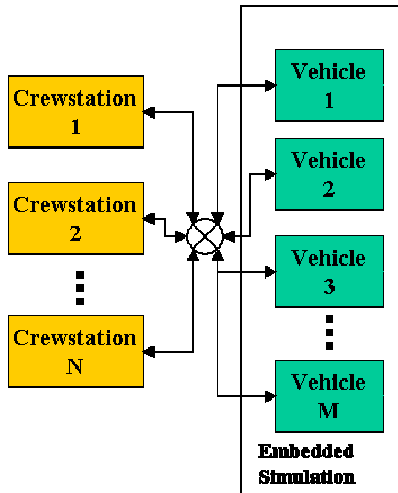 Crewstation
1
Crewstation
2
Crewstation
N
Vehicle
1
Vehicle
2
Vehicle
3
Vehicle
M
Embedded
Simulation